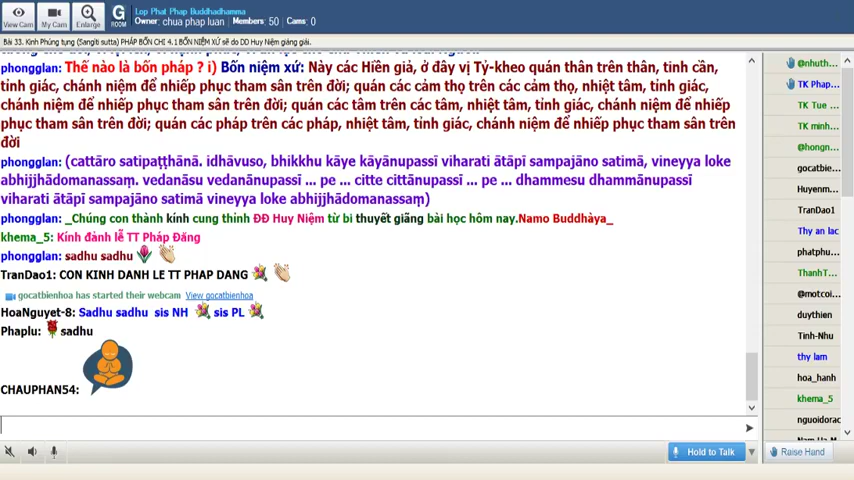 Lop Phat Phap Buddhadhamma
Owner: chua phap luan | Members: 50 | Cams: 0
View Cam
My Cam
Enlarge
G
ROOM
Bài 33. Kinh Phúng tụng (Sangiti sutta) PHÁP BỐN CHI 4.1BỐN NIỆM XỨ sẽ do DD Huy Niệm giảng giải.
phongglan: Thế nào là bốn pháp ? i) Bốn niệm xứ: Này các Hiền giả, ở đây vị Tỷ-kheo quán thân trên thân, tinh cần,
tỉnh giác, chánh niệm để nhiếp phục tham sân trên đời; quán các cảm thọ trên các cảm thọ, nhiệt tâm, tỉnh giác,
chánh niệm để nhiếp phục tham sân trên đời; quán các tâm trên các tâm, nhiệt tâm, tỉnh giác, chánh niệm để nhiếp
phục tham sân trên đời; quán các pháp trên các pháp, nhiệt tâm, tỉnh giác, chánh niệm để nhiếp phục tham sân trên
đời
phongglan: (cattāro satipaṭṭhānā. idhāvuso, bhikkhu kāye kāyānupassī viharati ātāpī sampajāno satimā, vineyya loke
abhijjhādomanassaṃ. vedanāsu vedanānupassī ... pe ... citte cittānupassī ... pe ... dhammesu dhammānupassī
viharati ātāpī sampajāno satimā vineyya loke abhijjhādomanassaṃ)
phongglan: _Chúng con thành kính cung thỉnh ĐĐ Huy Niệm từ bi thuyết giãng bài học hôm nay.Namo Buddhàya_
khema_5: Kính đảnh lễ TT Pháp Đăng
phongglan: sadhu sadhu
TranDao1: CON KINH DANH LE TT PHAP DANG
gocatbienhoa has started their webcam View gocatbienhoa
HoaNguyet-8: Sadhu sadhu sis NH sis PL
Phaplu: sadhu
CHAUPHAN54:
@nhuth...
TK Phap...
TK Tue ...
TK minh...
@hongn...
gocatbie...
Huyenm...
TranDao1
Thy an lac
phatphu...
ThanhT...
@motcoi...
duythien
Tinh-Nhu
thy lam
hoa_hanh
khema_5
nguoidorac
Hold to Talk
Raise Hand